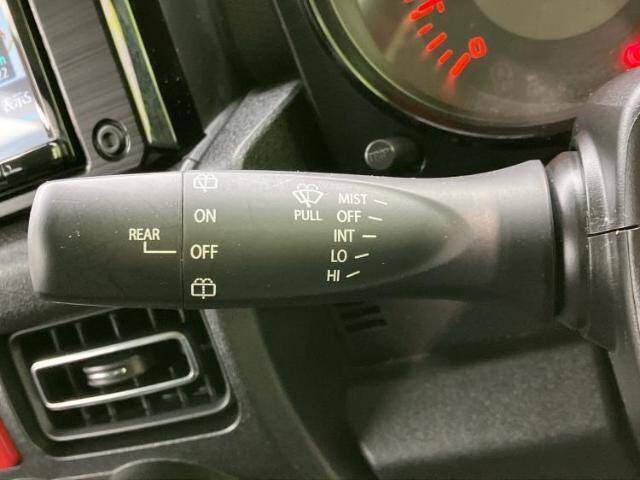 MIST
ON
PULL
OFF
REAR
INT
OFF
LO
HI